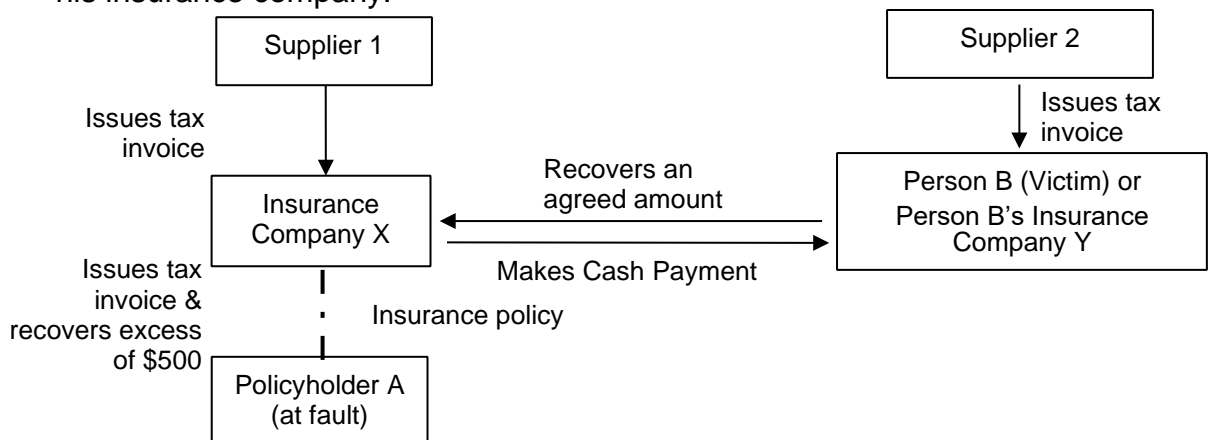 his insurance company.
Supplier 1
Supplier 2
Issues tax
invoice
Issues tax
invoice
Recovers an
agreed amount
Insurance
Company X
Person B (Victim) or
Person B's Insurance
Company Y
Makes Cash Payment
Issues tax
invoice &
recovers excess
of $500
Insurance policy
Policyholder A
(at fault)